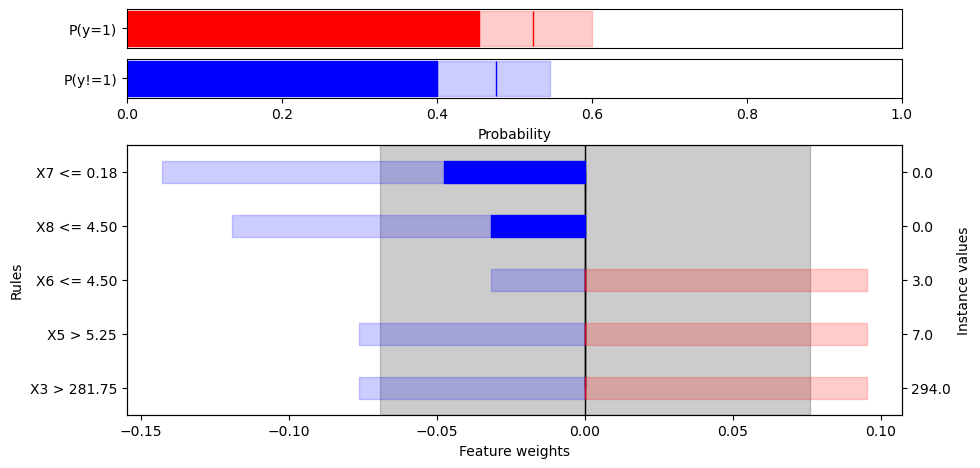 P(y=1)
P(y!=1)
0.0 0.2 0.4 0.6 0.8 1.0
Probability
X7 <= 0.18 0.0
X8 <= 4.50 0.0
X6 <= 4.50 3.0
X5 > 5.25 7.0
X3 > 281.75 294.0
Rules
Instance values
−0.15 −0.10 −0.05 0.00 0.05 0.10
Feature weights